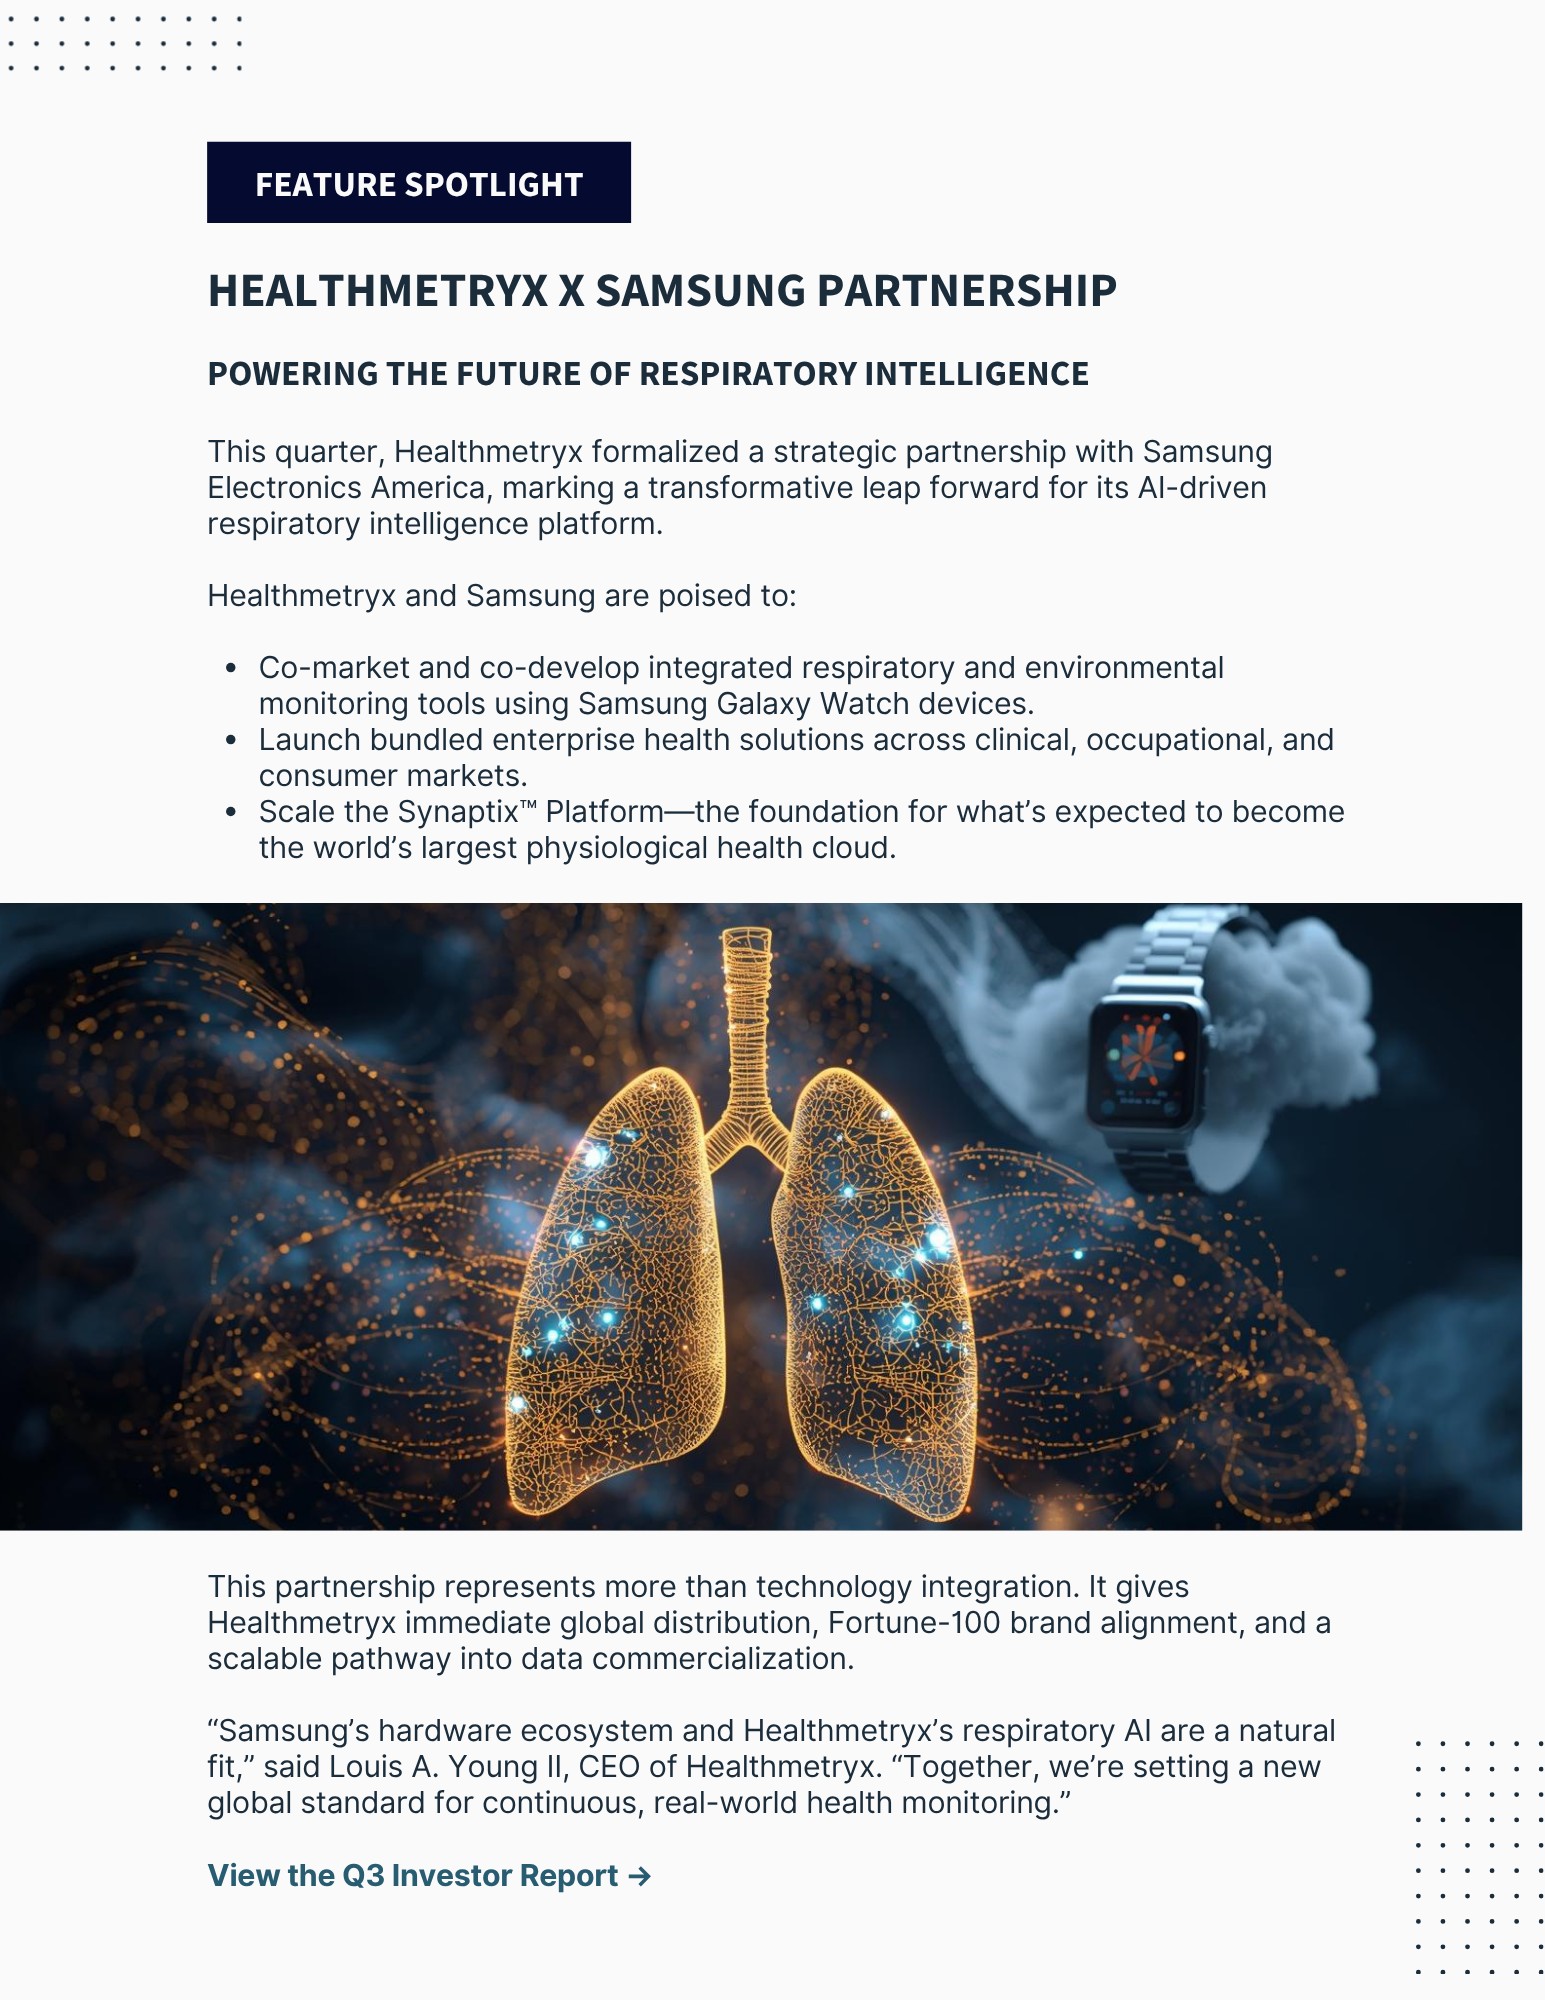 FEATURE SPOTLIGHT
HEALTHMETRYX X SAMSUNG PARTNERSHIP
POWERING THE FUTURE OF RESPIRATORY INTELLIGENCE
This quarter, Healthmetryx formalized a strategic partnership with Samsung
Electronics America, marking a transformative leap forward for its AI-driven
respiratory intelligence platform.
Healthmetryx and Samsung are poised to:
• Co-market and co-develop integrated respiratory and environmental
monitoring tools using Samsung Galaxy Watch devices.
• Launch bundled enterprise health solutions across clinical, occupational, and
consumer markets.
• Scale the Synaptix™ Platform—the foundation for what’s expected to become
the world’s largest physiological health cloud.
This partnership represents more than technology integration. It gives
Healthmetryx immediate global distribution, Fortune-100 brand alignment, and a
scalable pathway into data commercialization.
“Samsung’s hardware ecosystem and Healthmetryx’s respiratory AI are a natural
fit,” said Louis A. Young II, CEO of Healthmetryx. “Together, we’re setting a new
global standard for continuous, real-world health monitoring.”
View the Q3 Investor Report →